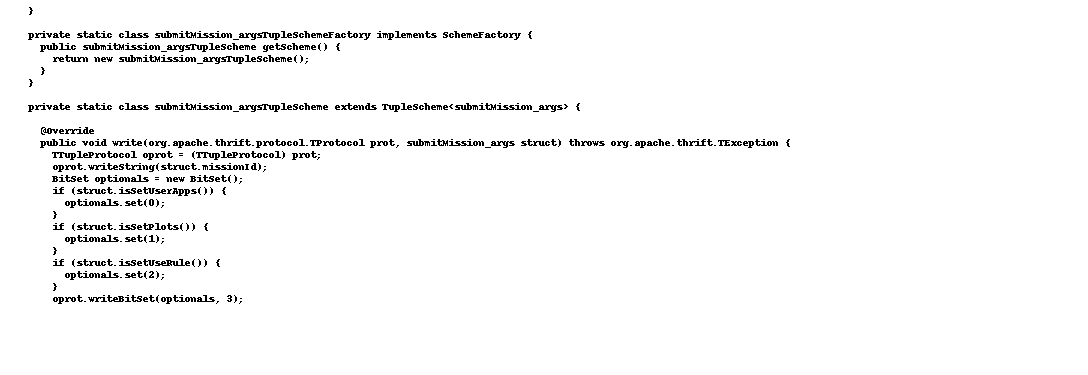 }
private static class submitMission_argsTupleSchemeFactory implements SchemeFactory {
public submitMission_argsTupleScheme getScheme() {
return new submitMission_argsTupleScheme();
}
}
private static class submitMission_argsTupleScheme extends TupleScheme<submitMission_args> {
@Override
public void write(org.apache.thrift.protocol.TProtocol prot, submitMission_args struct) throws org.apache.thrift.TException {
TTupleProtocol oprot = (TTupleProtocol) prot;
oprot.writeString(struct.missionId);
BitSet optionals = new BitSet();
if (struct.isSetUserApps()) {
optionals.set(0);
}
if (struct.isSetPlots()) {
optionals.set(1);
}
if (struct.isSetUseRule()) {
optionals.set(2);
}
oprot.writeBitSet(optionals, 3);